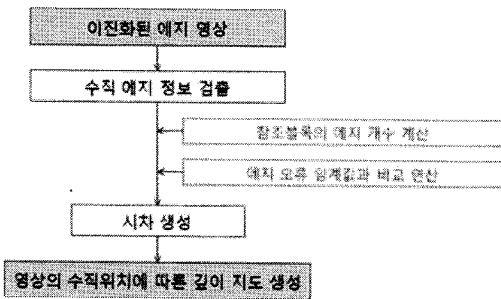 이진화된 에지 영상
수직 에지 정보 검출
참조블록의 에지 개수 계산
에지 오류 임계값과 비교 연산
시차 생성
영상의 수직위치에 따른 깊이 지도 생성